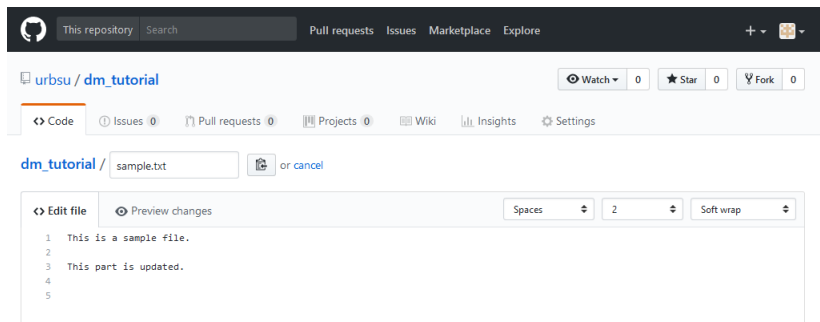 This repository Search Pull requests Issues Marketplace Explore
urbsu / dm_tutorial Watch 0 Star 0 Fork 0
Code Issues 0 Pull requests 0 Projects 0 Wiki Insights Settings
dm_tutorial / sample.txt or cancel
Edit file Preview changes Spaces 2 Soft wrap
1 This is a sample file.
2
3 This part is updated.
4
5